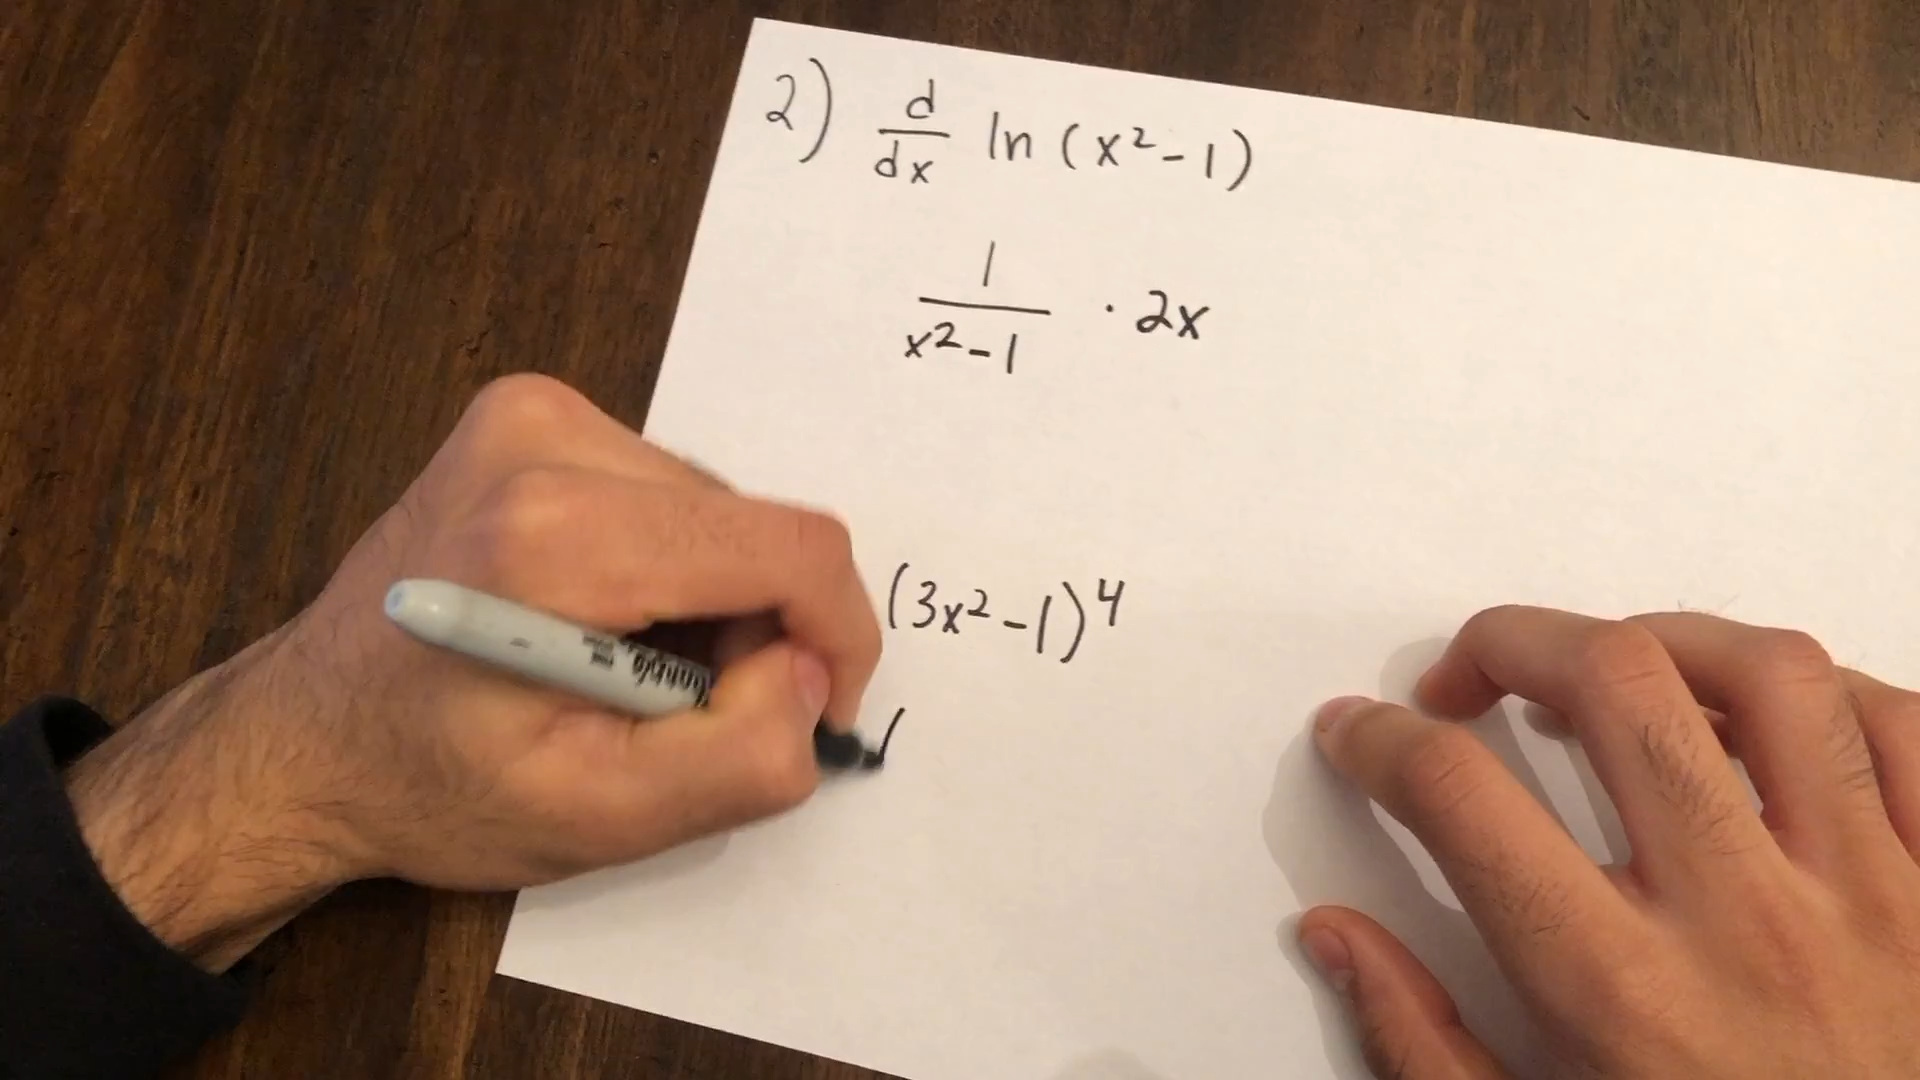 2) d/dx ln (x² - 1)
1/(x² - 1) · 2x
(3x² - 1)⁴